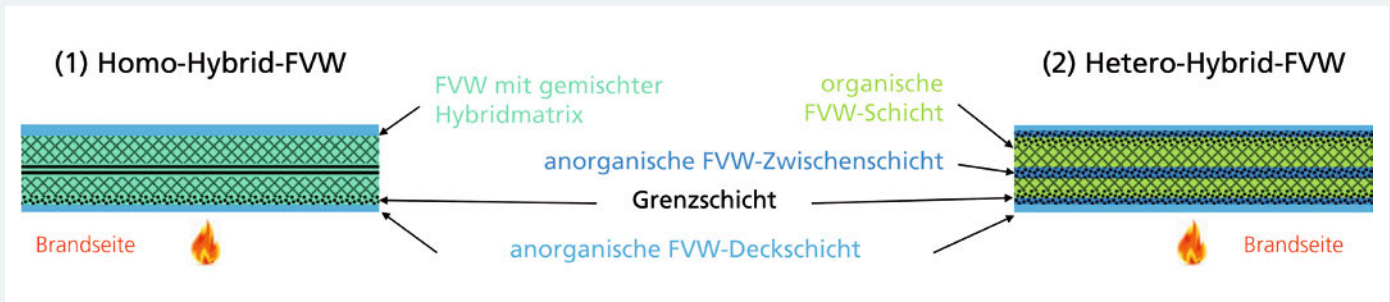 (1) Homo-Hybrid-FVW
(2) Hetero-Hybrid-FVW
FVW mit gemischter
Hybridmatrix
organische
FVW-Schicht
anorganische FVW-Zwischenschicht
Grenzschicht
anorganische FVW-Deckschicht
Brandseite
Brandseite